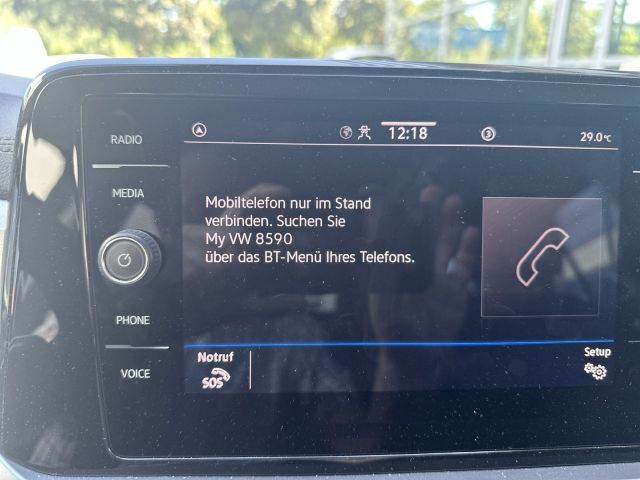 RADIO
MEDIA
PHONE
VOICE
12:18
3
29.0°C
Mobiltelefon nur im Stand
verbinden. Suchen Sie
My VW 8590
über das BT-Menü Ihres Telefons.
Notruf
SOS
Setup